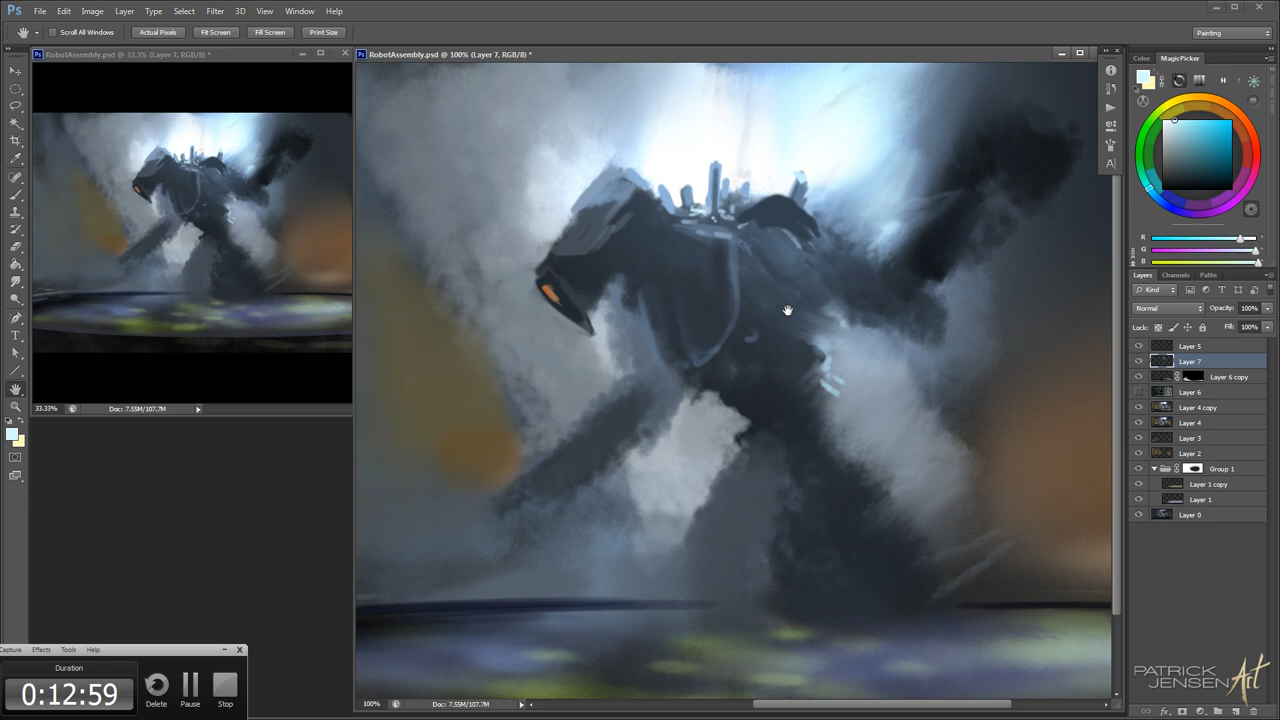 Ps File Edit Image Layer Type Select Filter 3D View Window Help
Scroll All Windows Actual Pixels Fit Screen Fill Screen Print Size Painting
RobotAssembly.psd @ 33.3% (Layer 7, RGB/8) *
RobotAssembly.psd @ 100% (Layer 7, RGB/8) *
Color MagicPicker
H
R
G
B
Layers Channels Paths
Kind
Normal Opacity: 100%
Lock: Fill: 100%
Layer 5
Layer 7
Layer 6 copy
Layer 6
Layer 4 copy
Layer 4
Layer 3
Layer 2
Group 1
Layer 1 copy
Layer 1
Layer 0
33.33% Doc: 7.55M/107.7M
Capture Effects Tools Help
Duration
0:12:59
Delete Pause Stop
100% Doc: 7.55M/107.7M
PATRICK
JENSEN Art